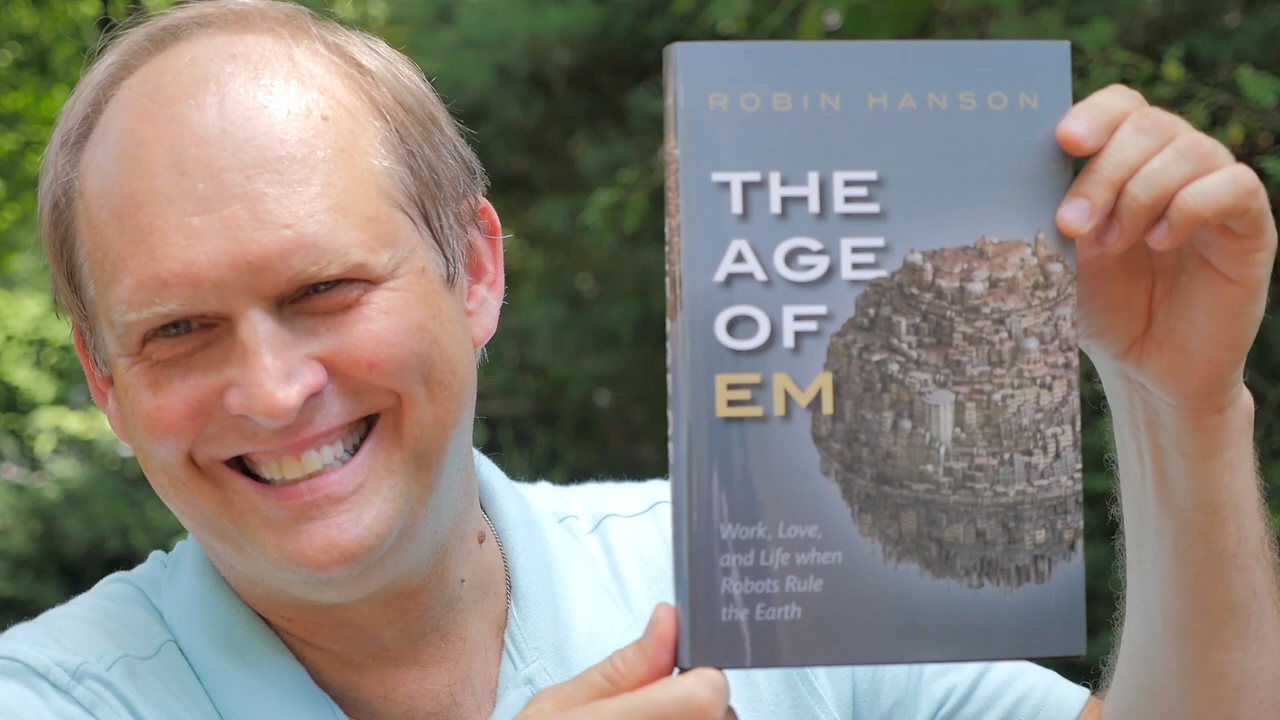 ROBIN HANSON
THE
AGE
OF
EM
Work, Love,
and Life when
Robots Rule
the Earth